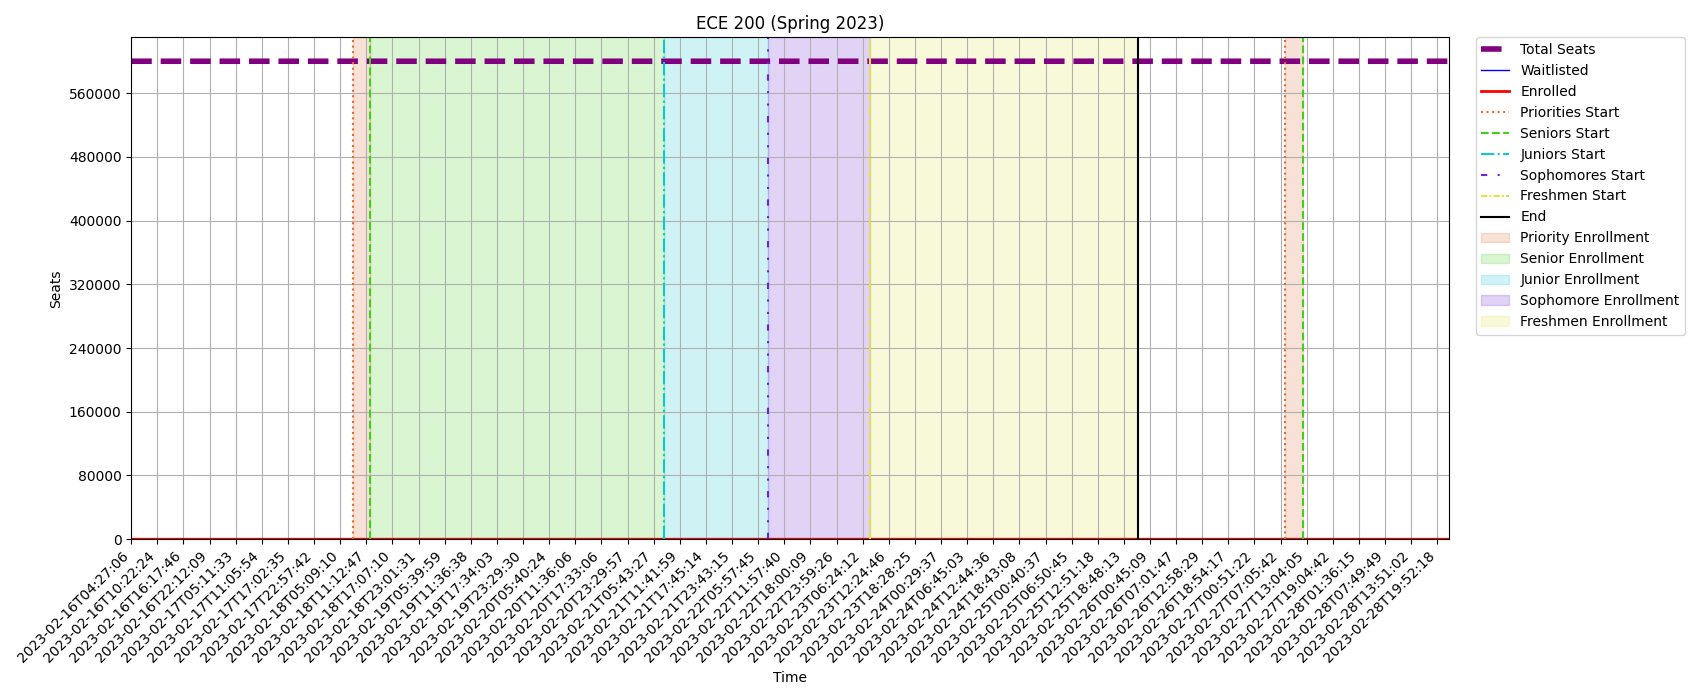 ECE 200 (Spring 2023)
Total Seats
Waitlisted
Enrolled
Priorities Start
Seniors Start
Juniors Start
Sophomores Start
Freshmen Start
End
Priority Enrollment
Senior Enrollment
Junior Enrollment
Sophomore Enrollment
Freshmen Enrollment
Seats
560000
480000
400000
320000
240000
160000
80000
0
2023-02-16T04:27:06
2023-02-16T10:22:24
2023-02-16T16:17:46
2023-02-16T22:12:09
2023-02-17T05:11:33
2023-02-17T11:05:54
2023-02-17T17:02:35
2023-02-17T22:57:42
2023-02-18T05:09:10
2023-02-18T11:12:47
2023-02-18T17:07:10
2023-02-18T23:01:31
2023-02-19T05:39:59
2023-02-19T11:36:38
2023-02-19T17:34:03
2023-02-19T23:29:30
2023-02-20T05:40:24
2023-02-20T11:36:06
2023-02-20T17:33:06
2023-02-20T23:29:57
2023-02-21T05:43:27
2023-02-21T11:41:59
2023-02-21T17:45:14
2023-02-21T23:43:15
2023-02-22T05:57:45
2023-02-22T11:57:40
2023-02-22T18:00:09
2023-02-22T23:59:26
2023-02-23T06:24:12
2023-02-23T12:24:46
2023-02-23T18:28:25
2023-02-24T00:29:37
2023-02-24T06:45:03
2023-02-24T12:44:36
2023-02-24T18:43:08
2023-02-25T00:40:37
2023-02-25T06:50:45
2023-02-25T12:51:18
2023-02-25T18:48:13
2023-02-26T00:45:09
2023-02-26T07:01:47
2023-02-26T12:58:29
2023-02-26T18:54:17
2023-02-27T00:51:22
2023-02-27T07:05:42
2023-02-27T13:04:05
2023-02-27T19:04:42
2023-02-28T01:36:15
2023-02-28T07:49:49
2023-02-28T13:51:02
2023-02-28T19:52:18
Time